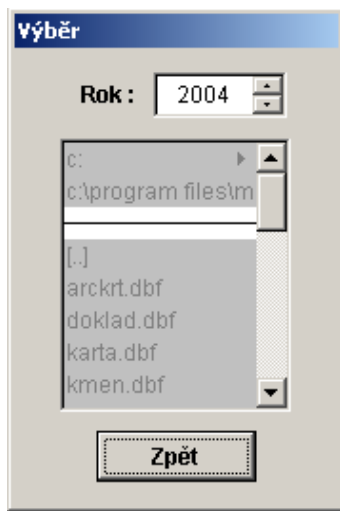 Výběr
Rok : 2004
c:
c:\program files\m
[..]
arckrt.dbf
doklad.dbf
karta.dbf
kmen.dbf
Zpět